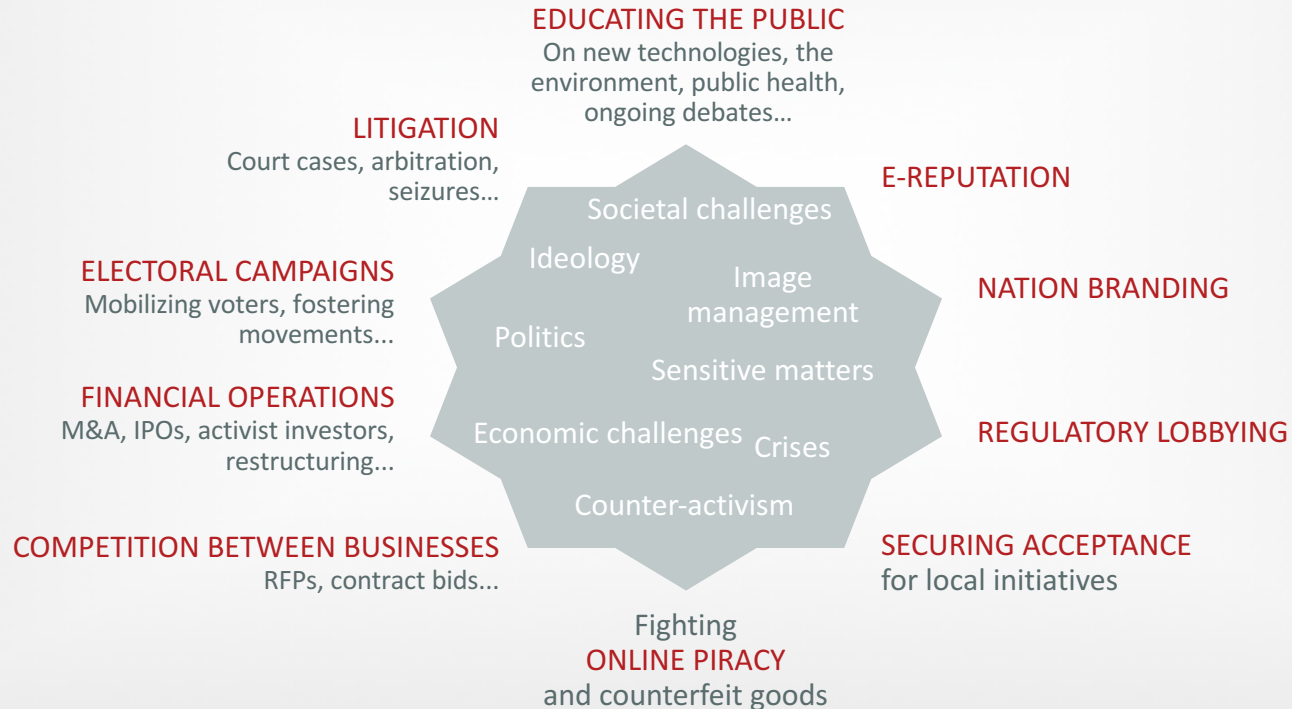 EDUCATING THE PUBLIC
On new technologies, the
environment, public health,
ongoing debates…
LITIGATION
Court cases, arbitration,
seizures…
E-REPUTATION
ELECTORAL CAMPAIGNS
Mobilizing voters, fostering
movements...
NATION BRANDING
FINANCIAL OPERATIONS
M&A, IPOs, activist investors,
restructuring...
REGULATORY LOBBYING
COMPETITION BETWEEN BUSINESSES
RFPs, contract bids...
SECURING ACCEPTANCE
for local initiatives
Fighting
ONLINE PIRACY
and counterfeit goods
Societal challenges
Ideology
Image
management
Politics
Sensitive matters
Economic challenges
Crises
Counter-activism